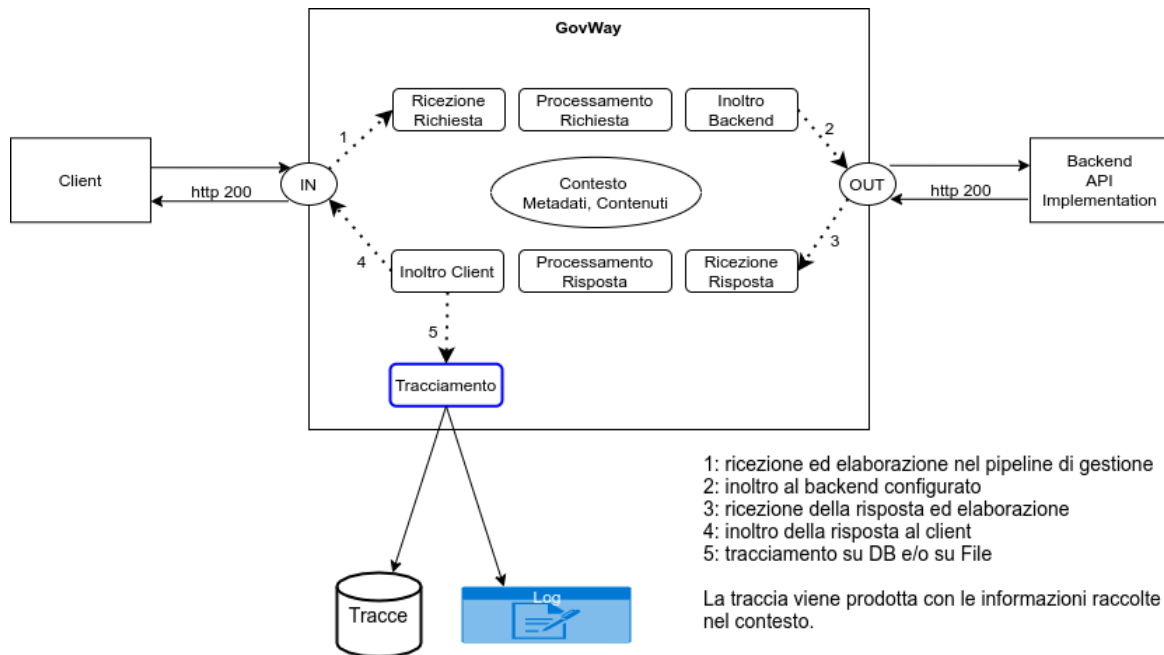 GovWay
Ricezione
Richiesta
Processamento
Richiesta
Inoltro
Backend
1
2
Client
http 200
IN
Contesto
Metadati, Contenuti
OUT
http 200
Backend
API
Implementation
4
3
Inoltro Client
Processamento
Risposta
Ricezione
Risposta
5
Tracciamento
Tracce
Log
1: ricezione ed elaborazione nel pipeline di gestione
2: inoltro al backend configurato
3: ricezione della risposta ed elaborazione
4: inoltro della risposta al client
5: tracciamento su DB e/o su File
La traccia viene prodotta con le informazioni raccolte
nel contesto.